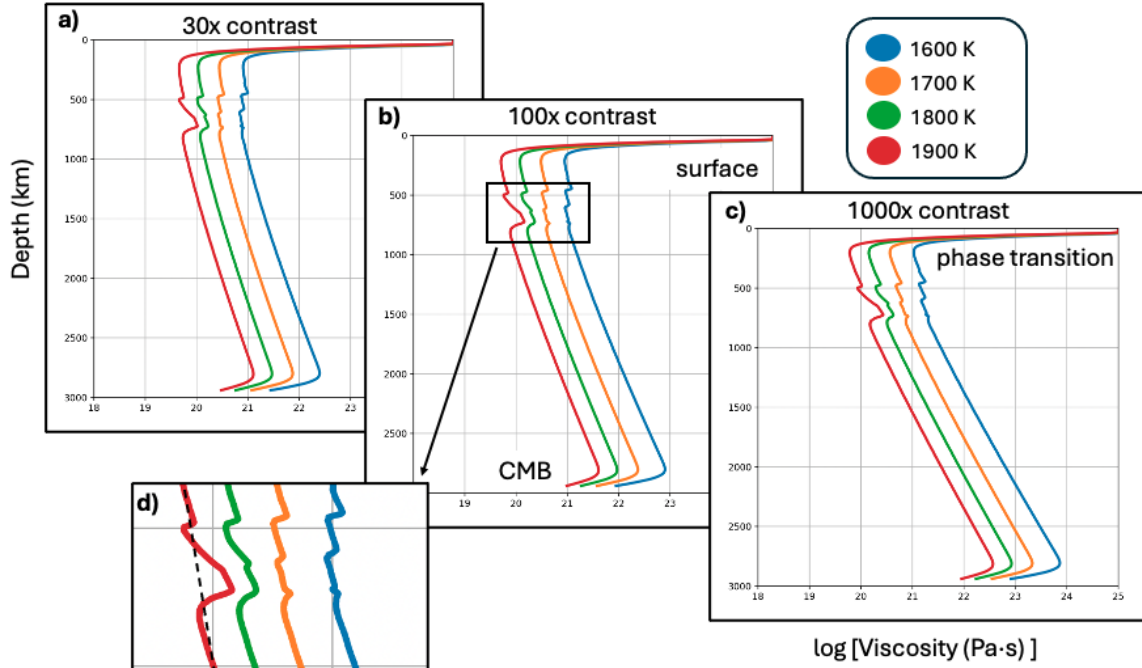 a)
30x contrast
0
500
1000
1500
2000
2500
3000
18
19
20
21
22
23
Depth (km)
b)
100x contrast
surface
CMB
0
500
1000
1500
2000
2500
19
20
21
22
23
c)
1000x contrast
phase transition
0
500
1000
1500
2000
2500
3000
18
19
20
21
22
23
24
25
log [Viscosity (Pa·s) ]
d)
1600 K
1700 K
1800 K
1900 K